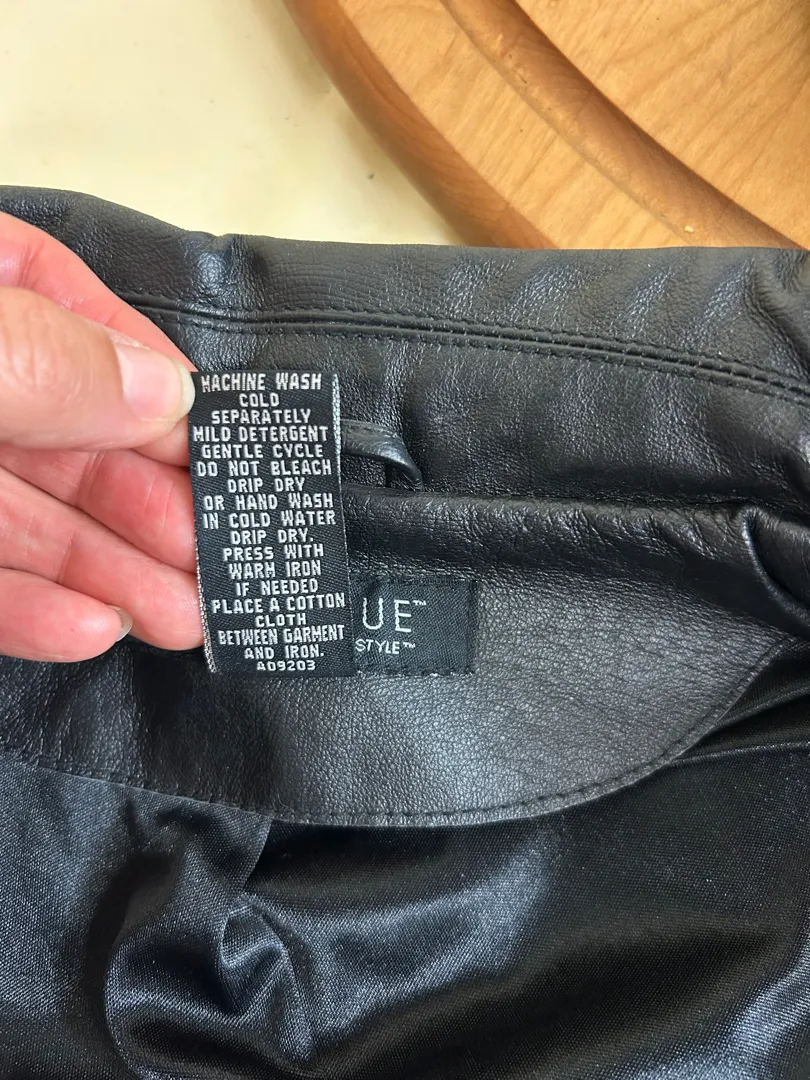 MACHINE WASH
COLD
SEPARATELY
MILD DETERGENT
GENTLE CYCLE
DO NOT BLEACH
DRIP DRY
OR HAND WASH
IN COLD WATER
DRIP DRY.
PRESS WITH
WARM IRON
IF NEEDED
PLACE A COTTON
CLOTH
BETWEEN GARMENT
AND IRON.
AD9203
UE™
STYLE™